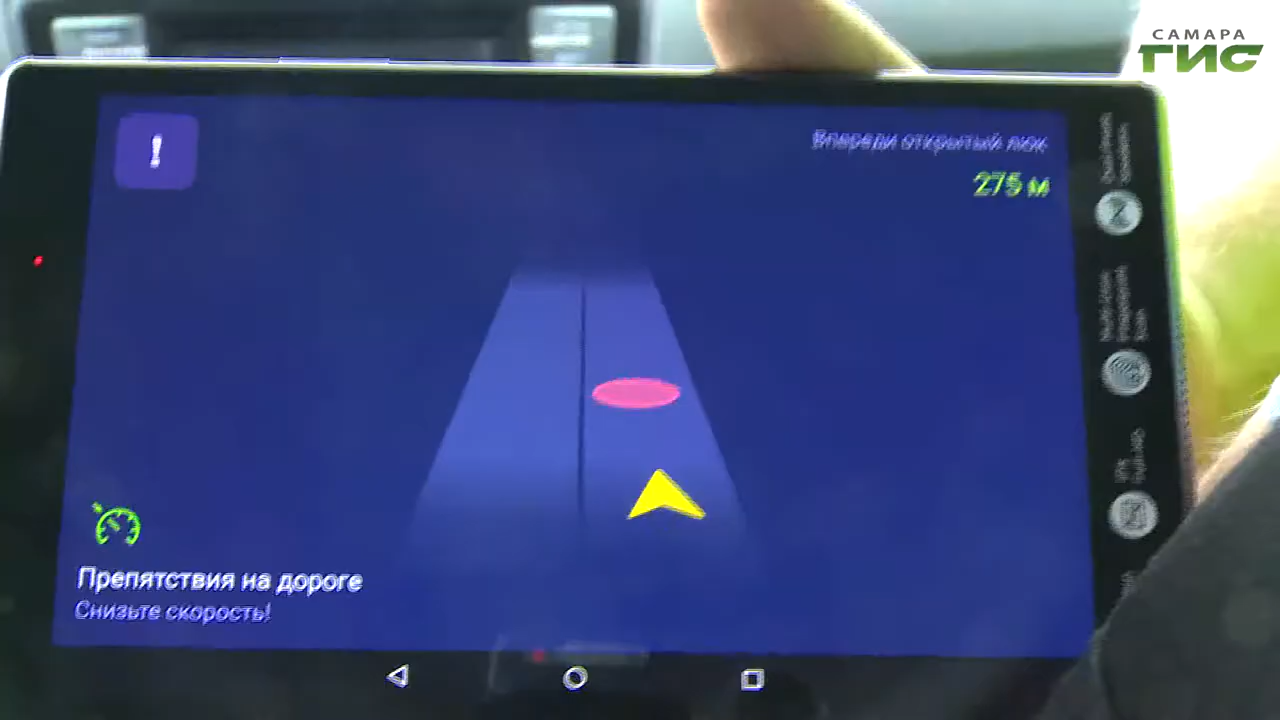 САМАРА
ГИС
!
Впереди открытый люк
275 м
Препятствия на дороге
Снизьте скорость!